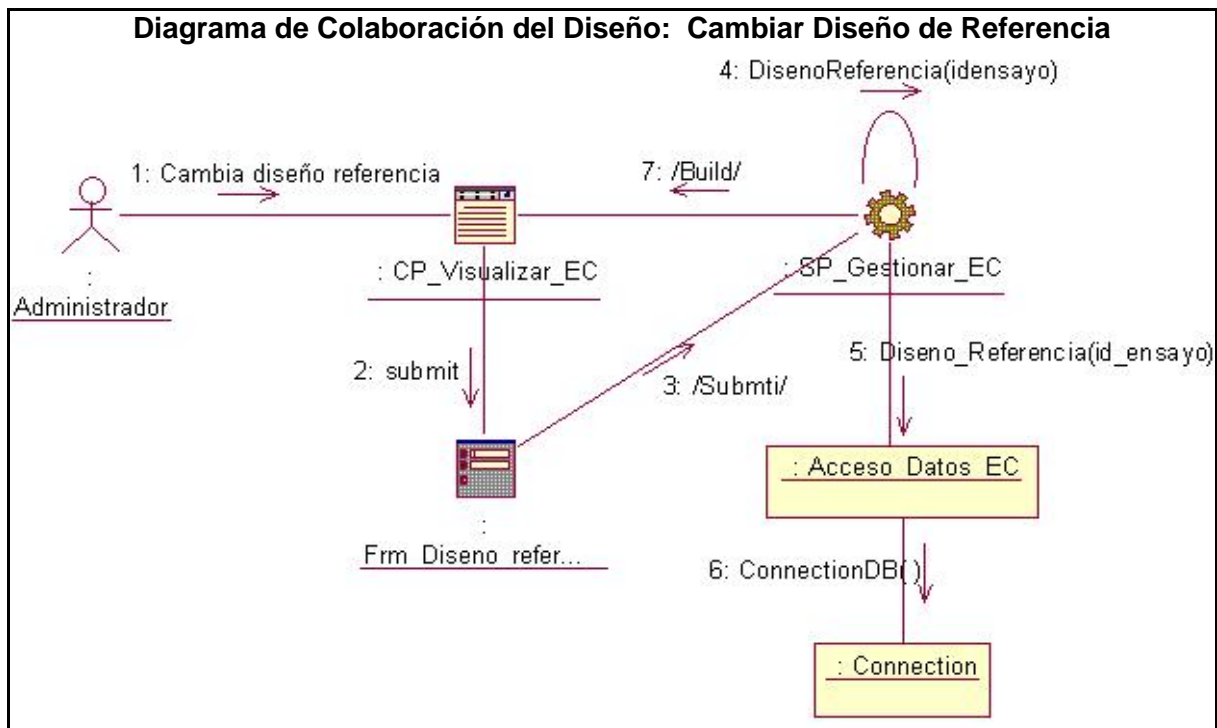 Diagrama de Colaboración del Diseño:  Cambiar Diseño de Referencia
4: DisenoReferencia(idensayo)
1: Cambia diseño referencia
7: /Build/
: CP_Visualizar_EC
: SP_Gestionar_EC
:
Administrador
2: submit
3: /Submti/
5: Diseno_Referencia(id_ensayo)
: Acceso_Datos_EC
:
Frm_Diseno_refer...
6: ConnectionDB( )
: Connection